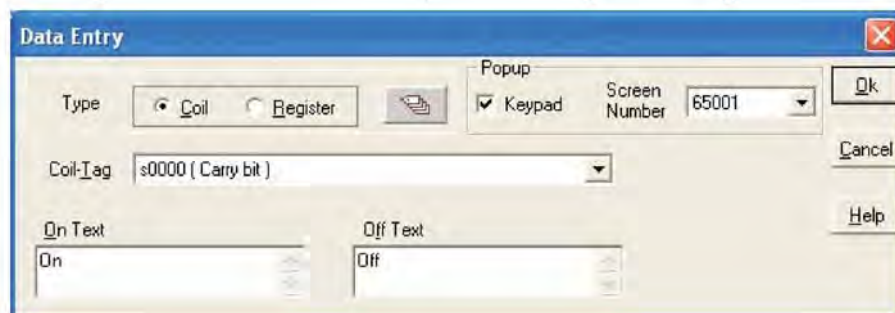 Data Entry
Popup
Type
Coil
Register
Keypad
Screen
Number
65001
Ok
Coil-Tag
s0000 ( Carry bit )
Cancel
On Text
Off Text
Help
On
Off